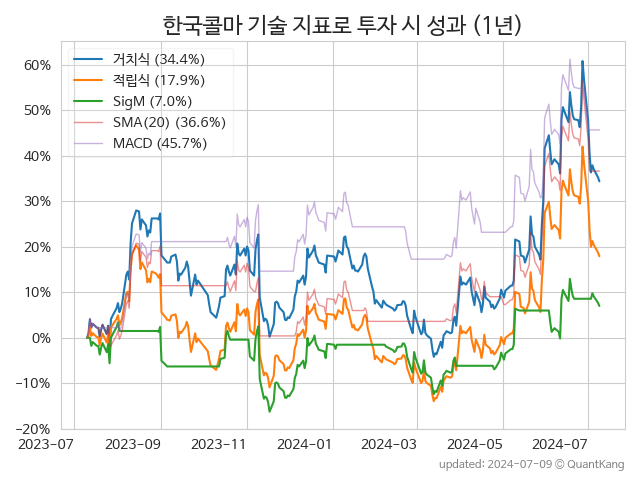 한국콜마 기술 지표로 투자 시 성과 (1년)
거치식 (34.4%)
적립식 (17.9%)
SigM (7.0%)
SMA(20) (36.6%)
MACD (45.7%)
60%
50%
40%
30%
20%
10%
0%
−10%
−20%
2023-07
2023-09
2023-11
2024-01
2024-03
2024-05
2024-07
updated: 2024-07-09 © QuantKang